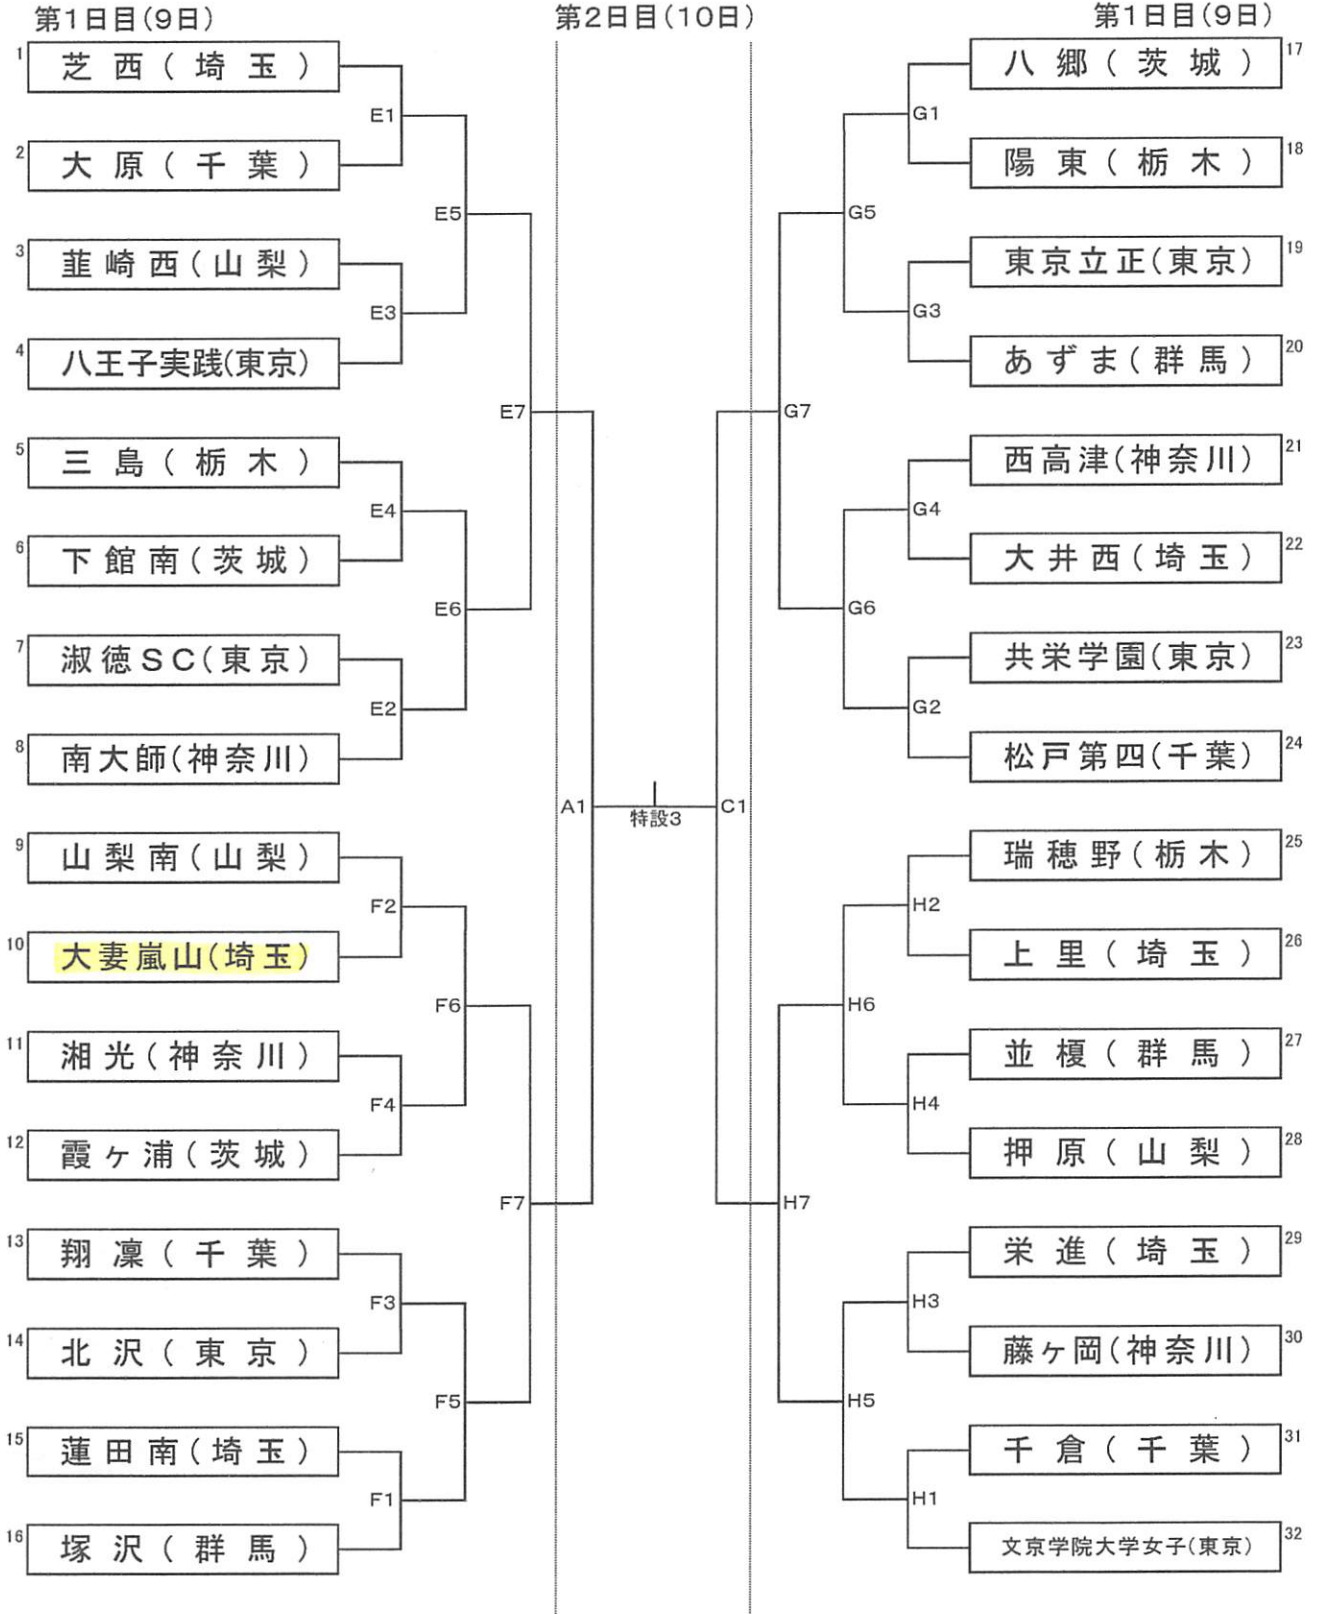 第1日目(9日)
第2日目(10日)
第1日目(9日)
1 芝西(埼玉)
E1
2 大原(千葉)
E5
3 韮崎西(山梨)
E3
4 八王子実践(東京)
E7
5 三島(栃木)
E4
6 下館南(茨城)
E6
7 淑徳SC(東京)
E2
8 南大師(神奈川)
A1
特設3
C1
9 山梨南(山梨)
F2
10 大妻嵐山(埼玉)
F6
11 湘光(神奈川)
F4
12 霞ヶ浦(茨城)
F7
13 翔凜(千葉)
F3
14 北沢(東京)
F5
15 蓮田南(埼玉)
F1
16 塚沢(群馬)
八郷(茨城) 17
G1
陽東(栃木) 18
G5
東京立正(東京) 19
G3
あずま(群馬) 20
G7
西高津(神奈川) 21
G4
大井西(埼玉) 22
G6
共栄学園(東京) 23
G2
松戸第四(千葉) 24
瑞穂野(栃木) 25
H2
上里(埼玉) 26
H6
並榎(群馬) 27
H4
押原(山梨) 28
H7
栄進(埼玉) 29
H3
藤ヶ岡(神奈川) 30
H5
千倉(千葉) 31
H1
文京学院大学女子(東京) 32